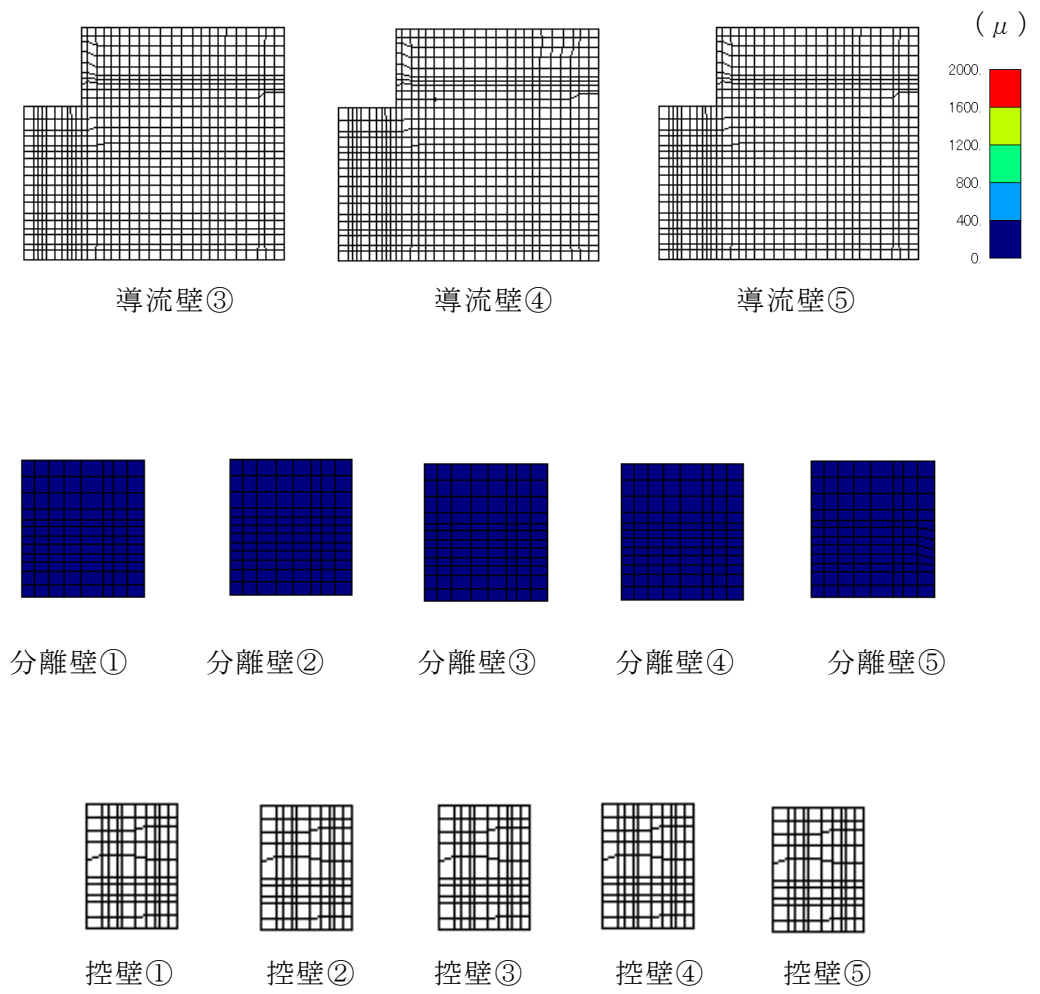 (μ)
2000.
1600.
1200.
800.
400.
0.
導流壁③ 導流壁④ 導流壁⑤
分離壁① 分離壁② 分離壁③ 分離壁④ 分離壁⑤
控壁① 控壁② 控壁③ 控壁④ 控壁⑤